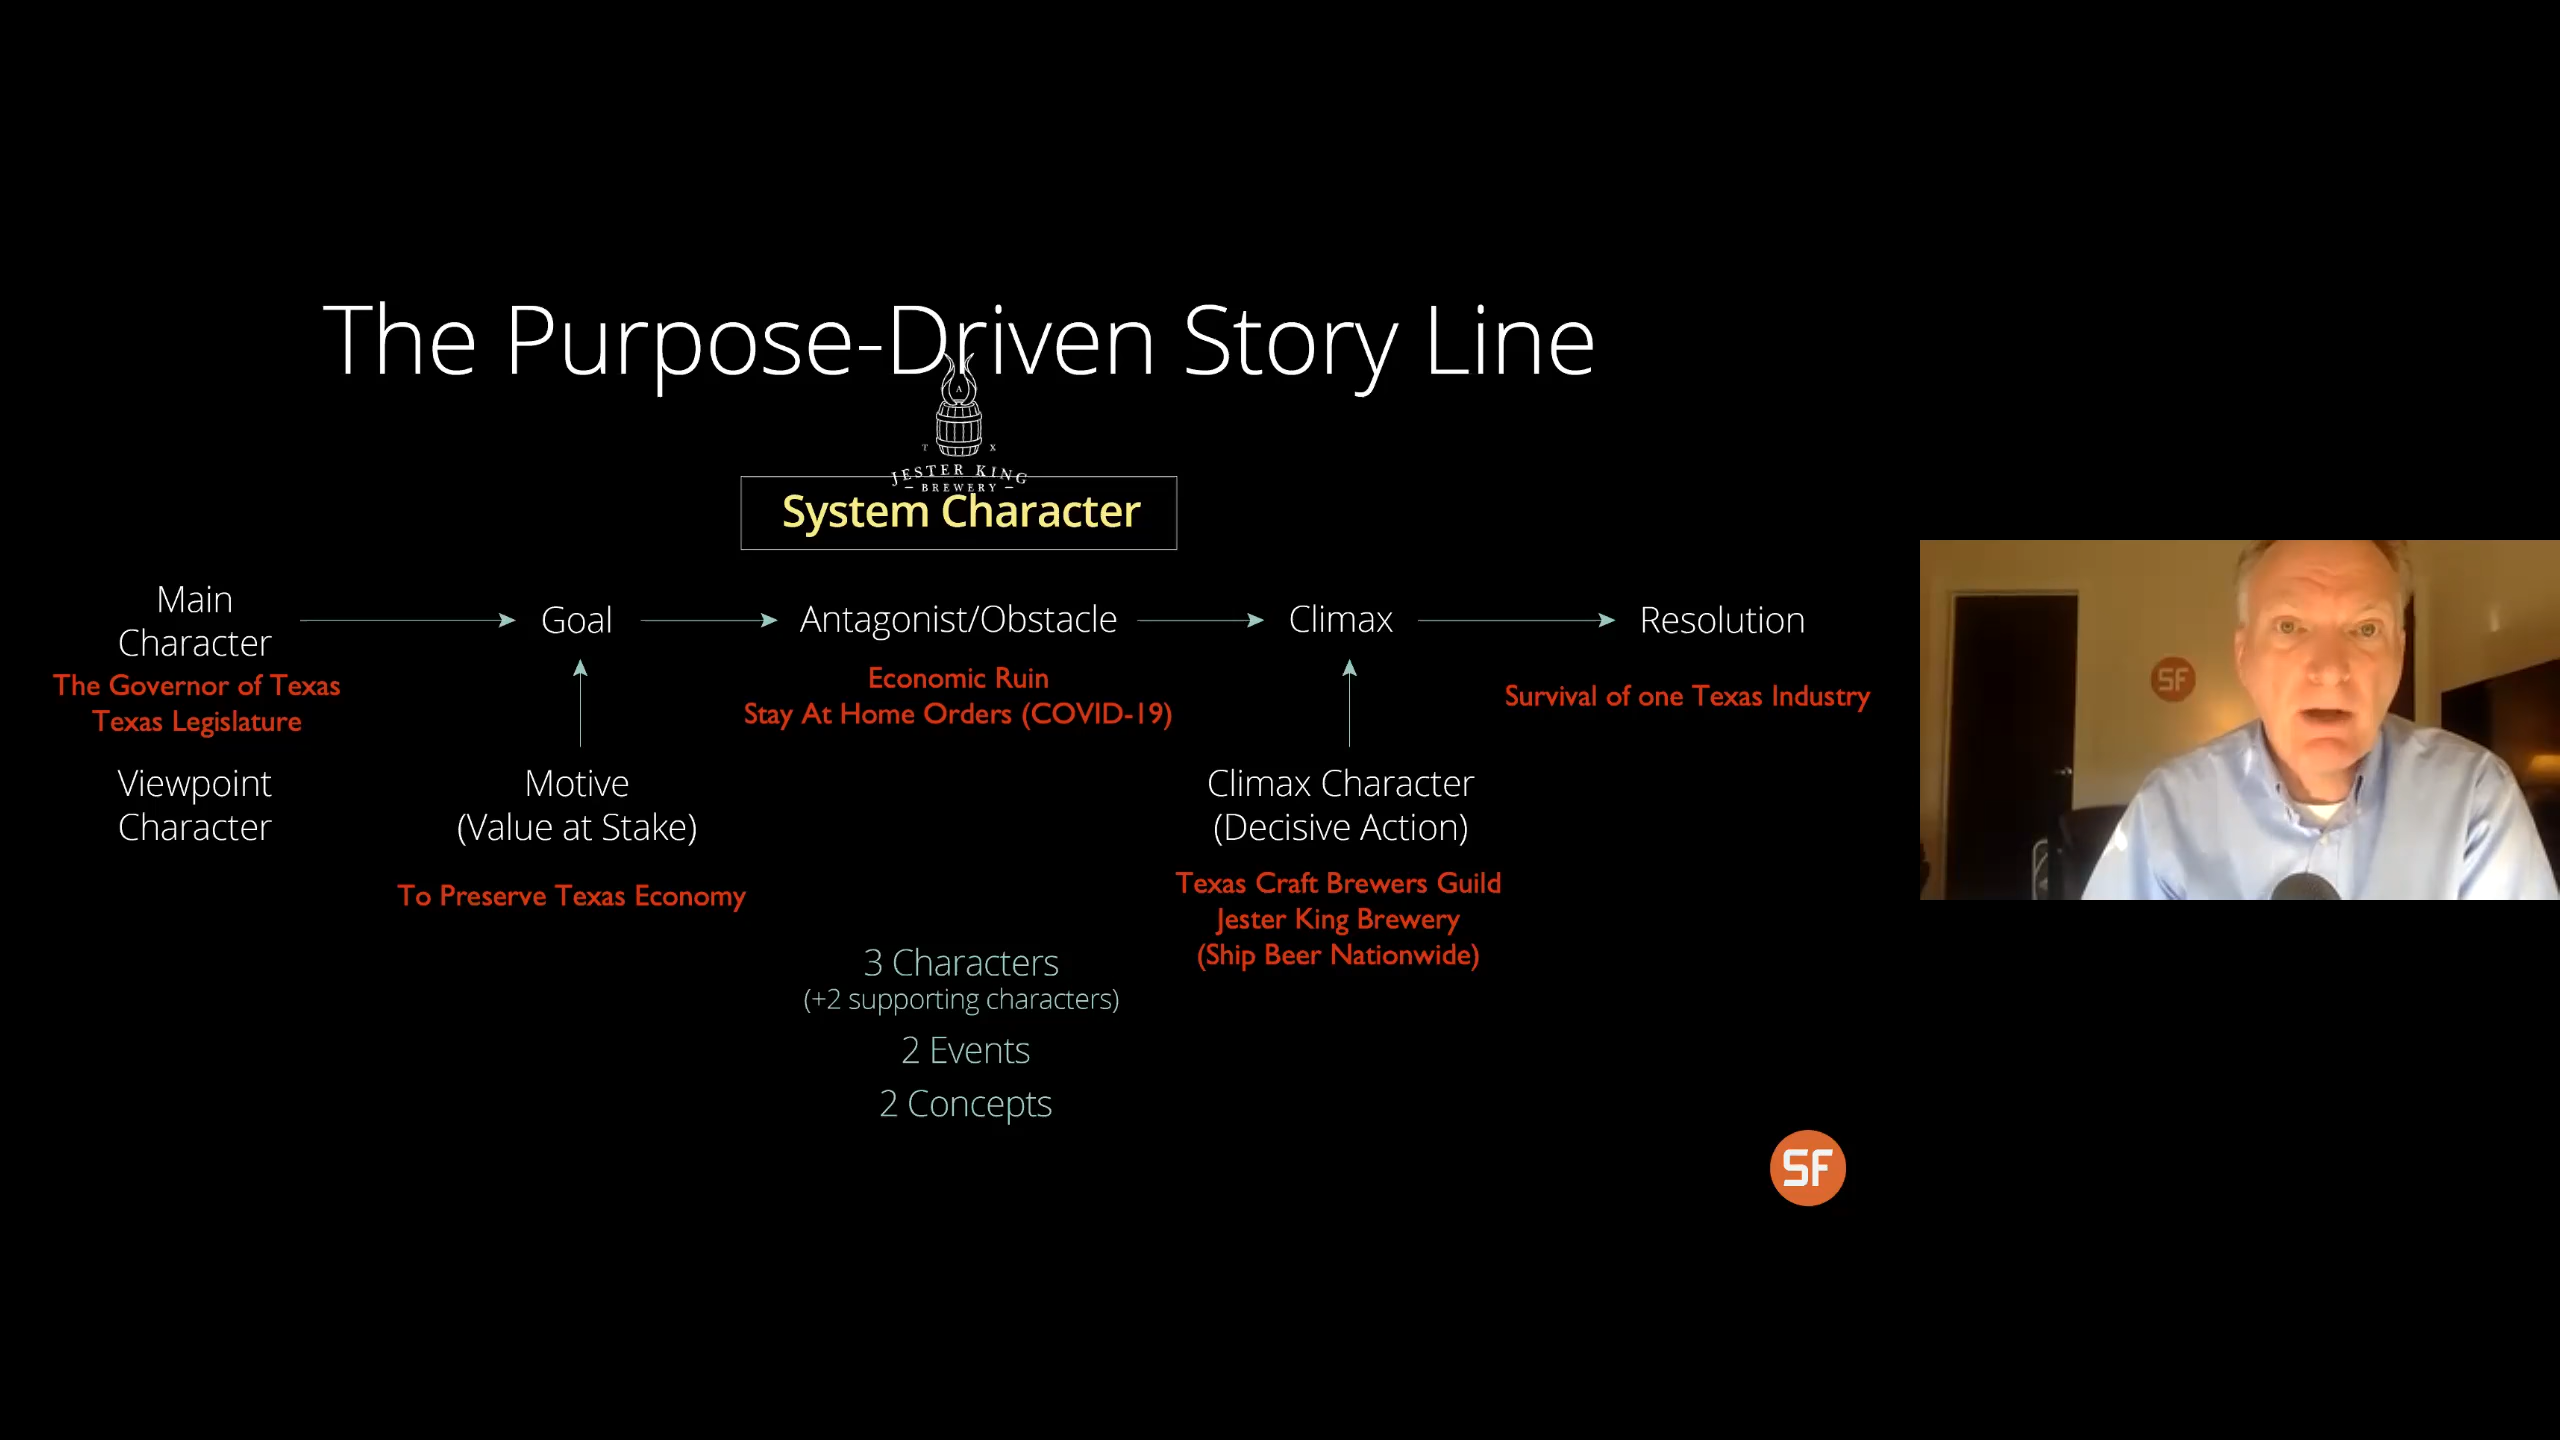 The Purpose-Driven Story Line
A
T X
JESTER KING
- BREWERY -
System Character
Main
Character
The Governor of Texas
Texas Legislature
Goal
Antagonist/Obstacle
Economic Ruin
Stay At Home Orders (COVID-19)
Climax
Resolution
Survival of one Texas Industry
Viewpoint
Character
Motive
(Value at Stake)
To Preserve Texas Economy
Climax Character
(Decisive Action)
Texas Craft Brewers Guild
Jester King Brewery
(Ship Beer Nationwide)
3 Characters
(+2 supporting characters)
2 Events
2 Concepts
SF
SF